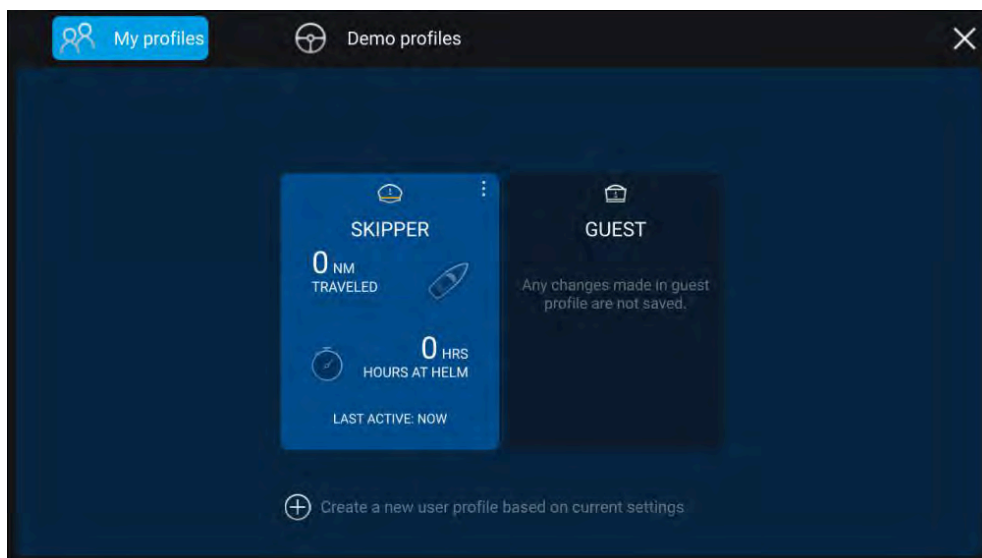 My profiles
Demo profiles
SKIPPER
0 NM
TRAVELED
0 HRS
HOURS AT HELM
LAST ACTIVE: NOW
GUEST
Any changes made in guest
profile are not saved.
Create a new user profile based on current settings